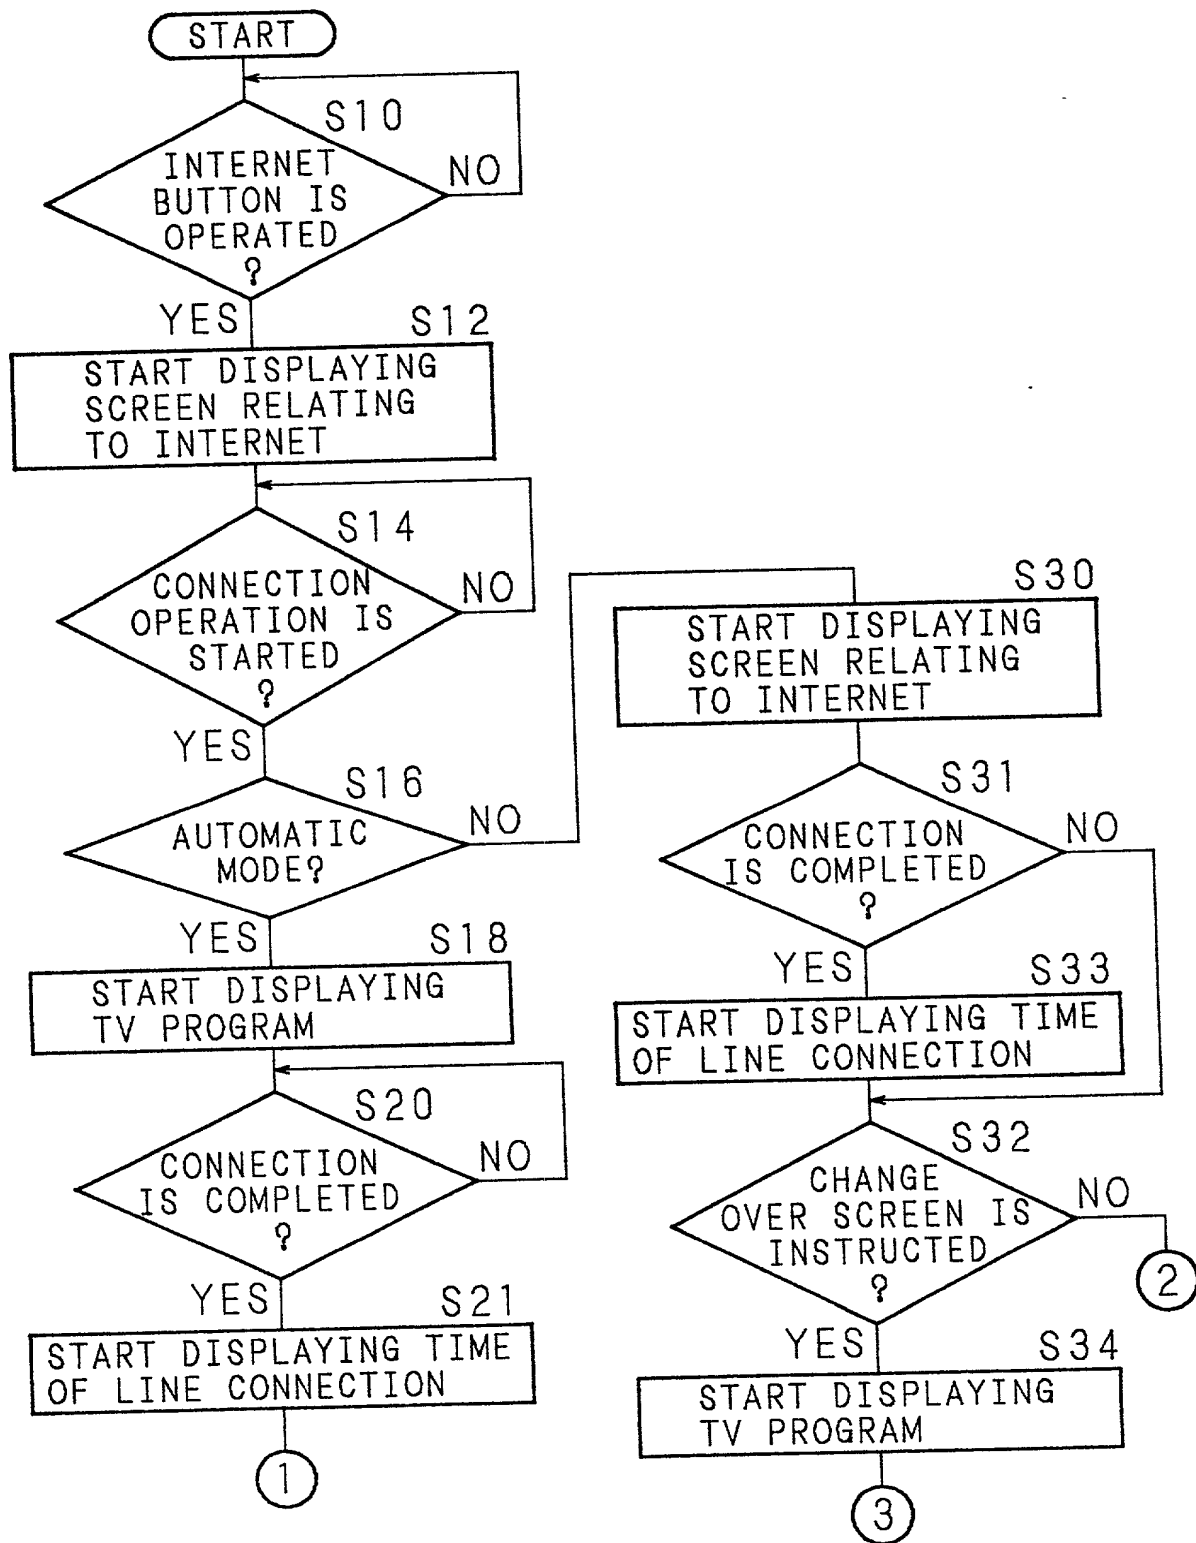 START
S10
INTERNET
BUTTON IS
OPERATED
?
NO
YES
S12
START DISPLAYING
SCREEN RELATING
TO INTERNET
S14
CONNECTION
OPERATION IS
STARTED
?
NO
YES
S16
AUTOMATIC
MODE?
NO
YES
S18
START DISPLAYING
TV PROGRAM
S20
CONNECTION
IS COMPLETED
?
NO
YES
S21
START DISPLAYING TIME
OF LINE CONNECTION
1
S30
START DISPLAYING
SCREEN RELATING
TO INTERNET
S31
CONNECTION
IS COMPLETED
?
NO
YES
S33
START DISPLAYING TIME
OF LINE CONNECTION
S32
CHANGE
OVER SCREEN IS
INSTRUCTED
?
NO
2
YES
S34
START DISPLAYING
TV PROGRAM
3